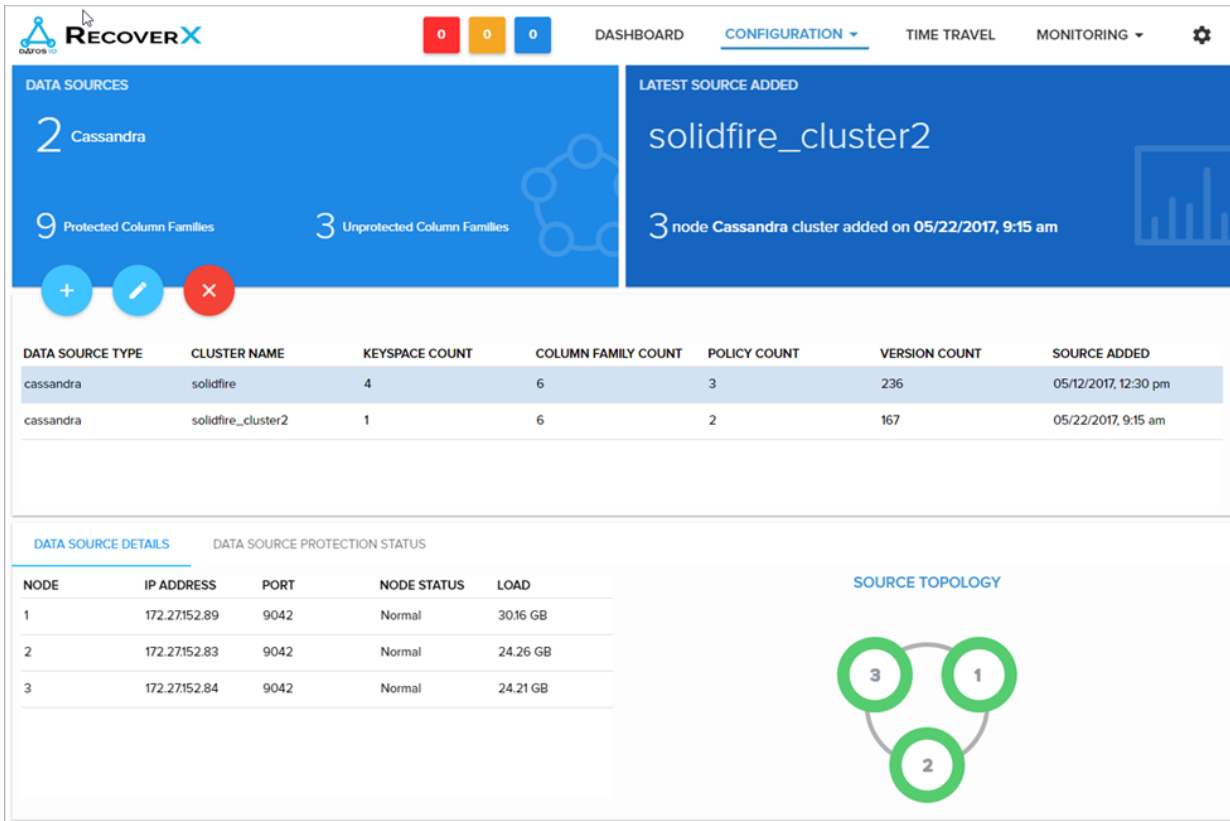 DATOS IO RECOVERX 0 0 0 DASHBOARD CONFIGURATION TIME TRAVEL MONITORING
DATA SOURCES
2 Cassandra
9 Protected Column Families 3 Unprotected Column Families
LATEST SOURCE ADDED
solidfire_cluster2
3 node Cassandra cluster added on 05/22/2017, 9:15 am
DATA SOURCE TYPE CLUSTER NAME KEYSPACE COUNT COLUMN FAMILY COUNT POLICY COUNT VERSION COUNT SOURCE ADDED
cassandra solidfire 4 6 3 236 05/12/2017, 12:30 pm
cassandra solidfire_cluster2 1 6 2 167 05/22/2017, 9:15 am
DATA SOURCE DETAILS DATA SOURCE PROTECTION STATUS
NODE IP ADDRESS PORT NODE STATUS LOAD
1 172.27.152.89 9042 Normal 30.16 GB
2 172.27.152.83 9042 Normal 24.26 GB
3 172.27.152.84 9042 Normal 24.21 GB
SOURCE TOPOLOGY
3 1
2